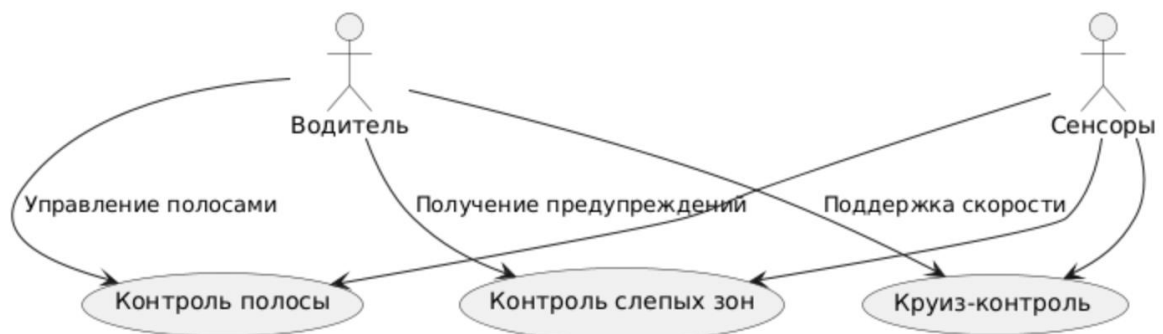 Водитель
Сенсоры
Управление полосами
Получение предупреждений
Поддержка скорости
Контроль полосы
Контроль слепых зон
Круиз-контроль